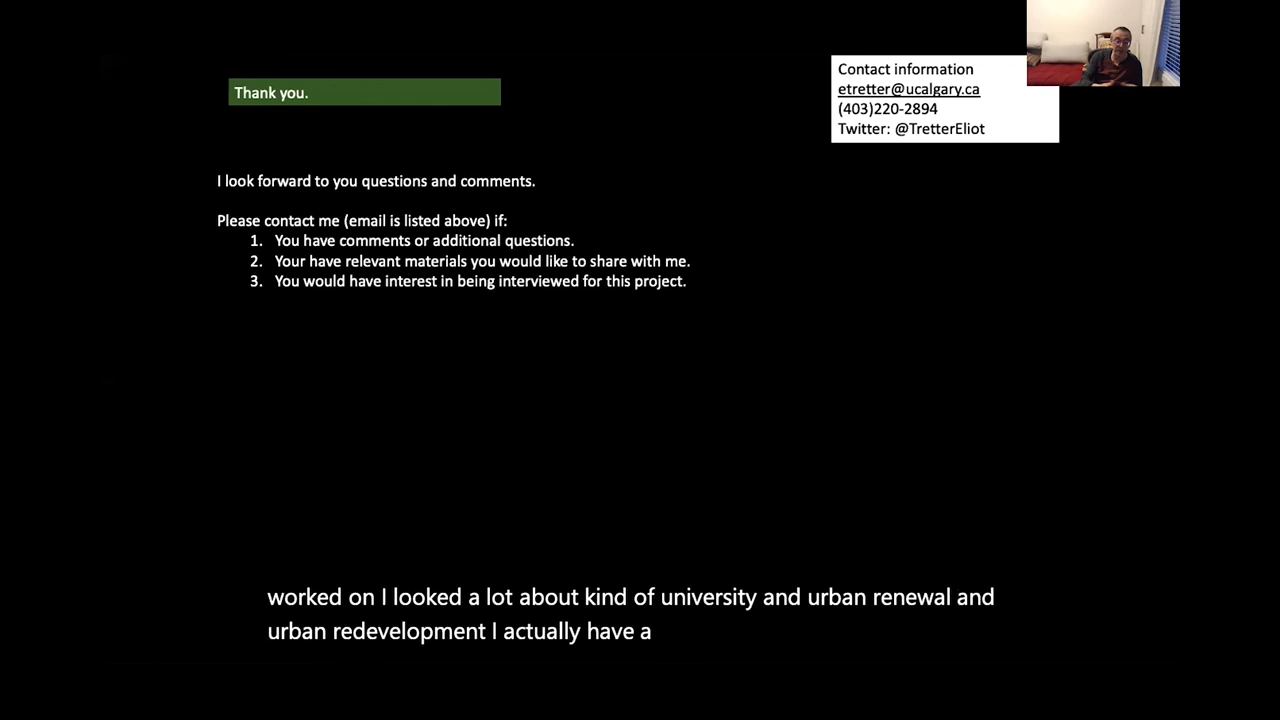 Thank you.
Contact information
etretter@ucalgary.ca
(403)220-2894
Twitter: @TretterEliot
I look forward to you questions and comments.
Please contact me (email is listed above) if:
1. You have comments or additional questions.
2. Your have relevant materials you would like to share with me.
3. You would have interest in being interviewed for this project.
worked on I looked a lot about kind of university and urban renewal and
urban redevelopment I actually have a